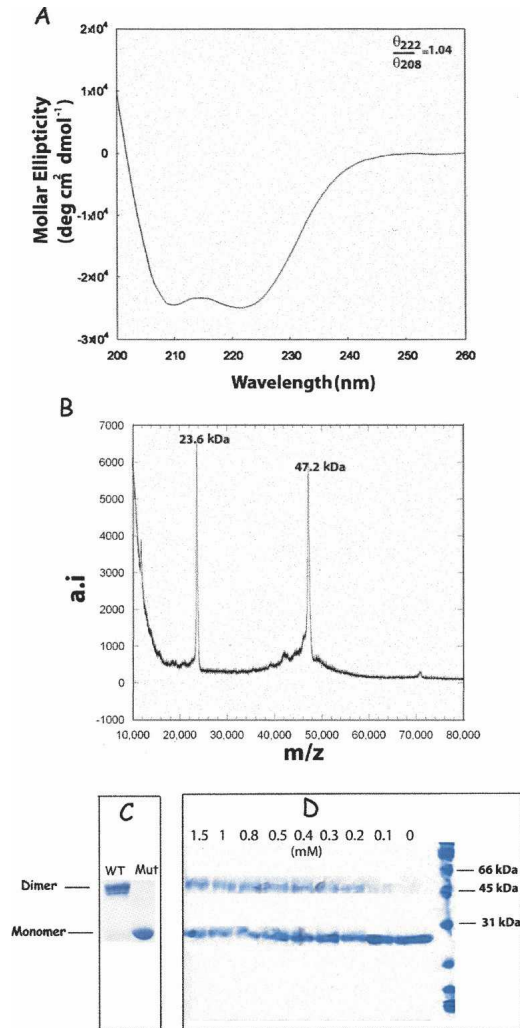 A
2x10⁴
1x10⁴
0
-1x10⁴
-2x10⁴
-3x10⁴
Mollar Ellipticity
(deg cm² dmol⁻¹)
θ222
θ208
=1.04
200 210 220 230 240 250 260
Wavelength(nm)
B
7000
6000
5000
4000
3000
2000
1000
0
-1000
a.i
23.6 kDa
47.2 kDa
10,000 20,000 30,000 40,000 50,000 60,000 70,000 80,000
m/z
C
WT Mut
Dimer
Monomer
D
1.5 1 0.8 0.5 0.4 0.3 0.2 0.1 0
(mM)
66 kDa
45 kDa
31 kDa